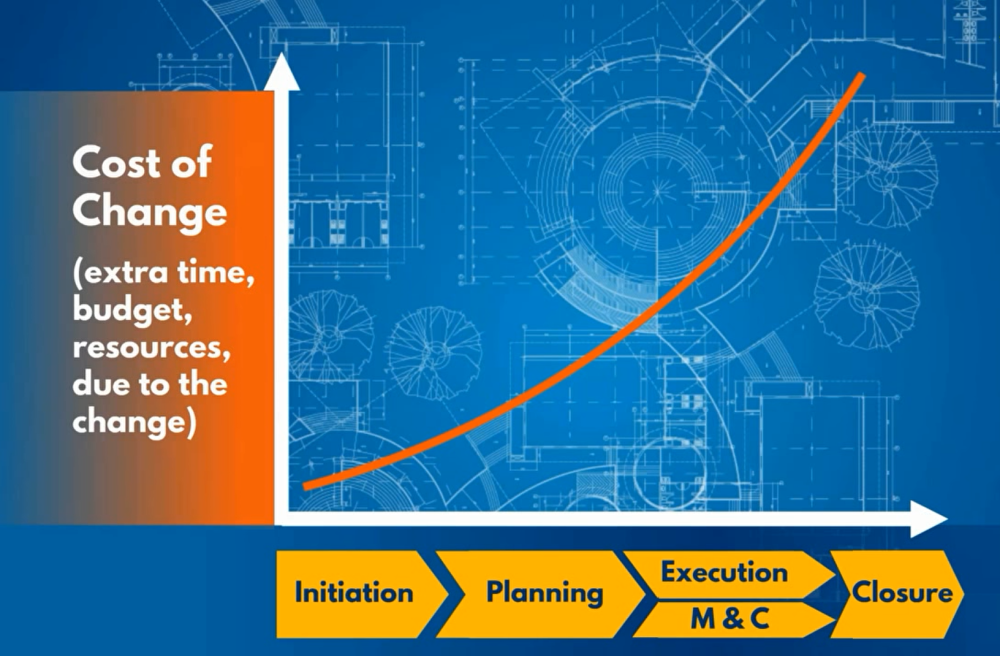 Cost of
Change
(extra time,
budget,
resources,
due to the
change)
Initiation
Planning
Execution
M & C
Closure